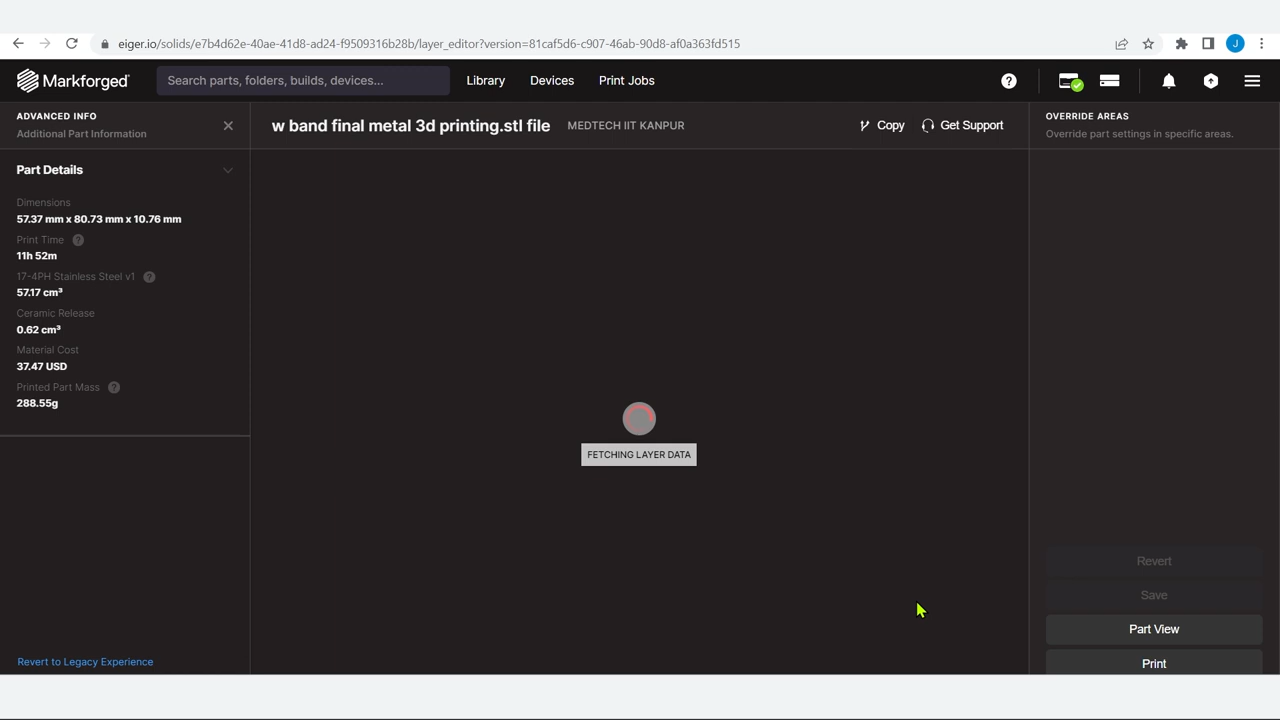 eiger.io/solids/e7b4d62e-40ae-41d8-ad24-f9509316b28b/layer_editor?version=81caf5d6-c907-46ab-90d8-af0a363fd515
J
Markforged
Search parts, folders, builds, devices...
Library
Devices
Print Jobs
ADVANCED INFO
Additional Part Information
w band final metal 3d printing.stl file
MEDTECH IIT KANPUR
Copy
Get Support
OVERRIDE AREAS
Override part settings in specific areas.
Part Details
Dimensions
57.37 mm x 80.73 mm x 10.76 mm
Print Time
11h 52m
17-4PH Stainless Steel v1
57.17 cm³
Ceramic Release
0.62 cm³
Material Cost
37.47 USD
Printed Part Mass
288.55g
FETCHING LAYER DATA
Revert
Save
Part View
Print
Revert to Legacy Experience